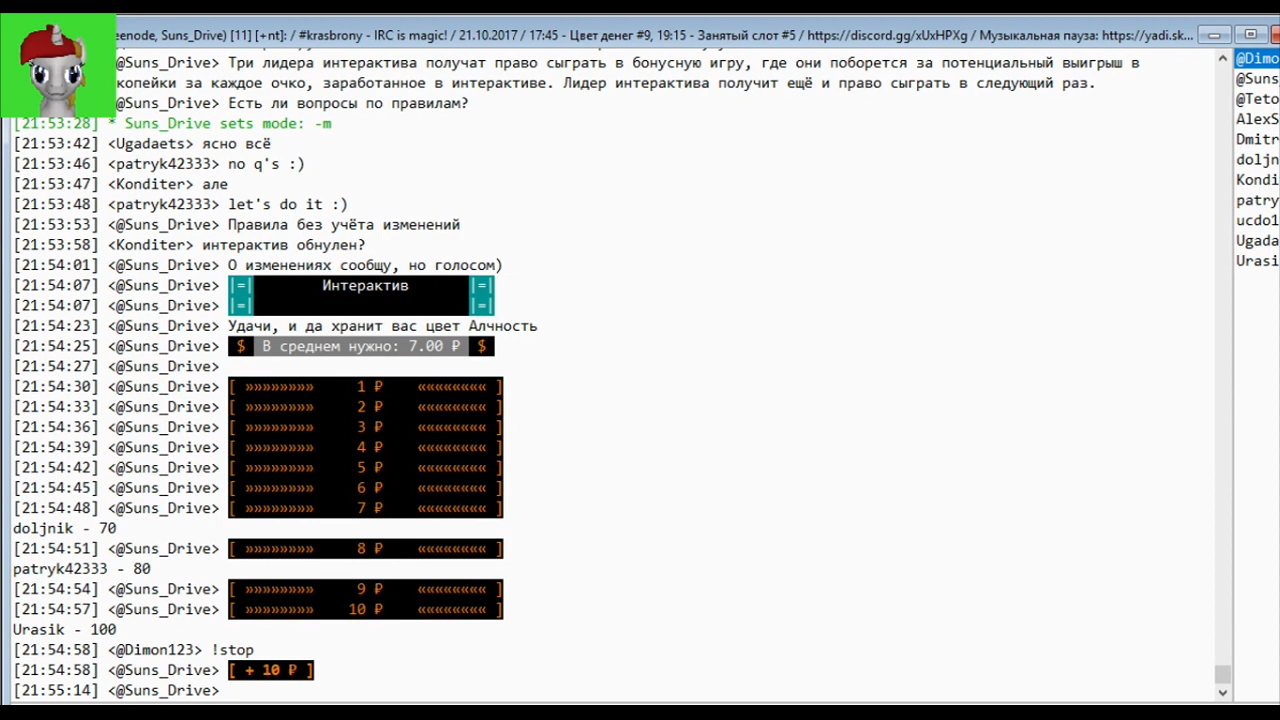 eenode, Suns_Drive) [11] [+nt]: / #krasbrony - IRC is magic! / 21.10.2017 / 17:45 - Цвет денег #9, 19:15 - Занятый слот #5 / https://discord.gg/xUxHPXg / Музыкальная пауза: https://yadi.sk...
@Suns_Drive> Три лидера интерактива получат право сыграть в бонусную игру, где они поборется за потенциальный выигрыш в
копейки за каждое очко, заработанное в интерактиве. Лидер интерактива получит ещё и право сыграть в следующий раз.
@Suns_Drive> Есть ли вопросы по правилам?
[21:53:28] * Suns_Drive sets mode: -m
[21:53:42] <Ugadaets> ясно всё
[21:53:46] <patryk42333> no q's :)
[21:53:47] <Konditer> але
[21:53:48] <patryk42333> let's do it :)
[21:53:53] <@Suns_Drive> Правила без учёта изменений
[21:53:58] <Konditer> интерактив обнулен?
[21:54:01] <@Suns_Drive> О изменениях сообщу, но голосом)
[21:54:07] <@Suns_Drive> |=| Интерактив |=|
[21:54:07] <@Suns_Drive> |=| |=|
[21:54:23] <@Suns_Drive> Удачи, и да хранит вас цвет Алчность
[21:54:25] <@Suns_Drive> $ В среднем нужно: 7.00 ₽ $
[21:54:27] <@Suns_Drive>
[21:54:30] <@Suns_Drive> [ »»»»»»»» 1 ₽ «««««««« ]
[21:54:33] <@Suns_Drive> [ »»»»»»»» 2 ₽ «««««««« ]
[21:54:36] <@Suns_Drive> [ »»»»»»»» 3 ₽ «««««««« ]
[21:54:39] <@Suns_Drive> [ »»»»»»»» 4 ₽ «««««««« ]
[21:54:42] <@Suns_Drive> [ »»»»»»»» 5 ₽ «««««««« ]
[21:54:45] <@Suns_Drive> [ »»»»»»»» 6 ₽ «««««««« ]
[21:54:48] <@Suns_Drive> [ »»»»»»»» 7 ₽ «««««««« ]
doljnik - 70
[21:54:51] <@Suns_Drive> [ »»»»»»»» 8 ₽ «««««««« ]
patryk42333 - 80
[21:54:54] <@Suns_Drive> [ »»»»»»»» 9 ₽ «««««««« ]
[21:54:57] <@Suns_Drive> [ »»»»»»»» 10 ₽ «««««««« ]
Urasik - 100
[21:54:58] <@Dimon123> !stop
[21:54:58] <@Suns_Drive> [ + 10 ₽ ]
[21:55:14] <@Suns_Drive>
@Dimo
@Suns
@Teto
AlexS
Dmitr
doljn
Kondi
patry
ucdo1
Ugada
Urasi